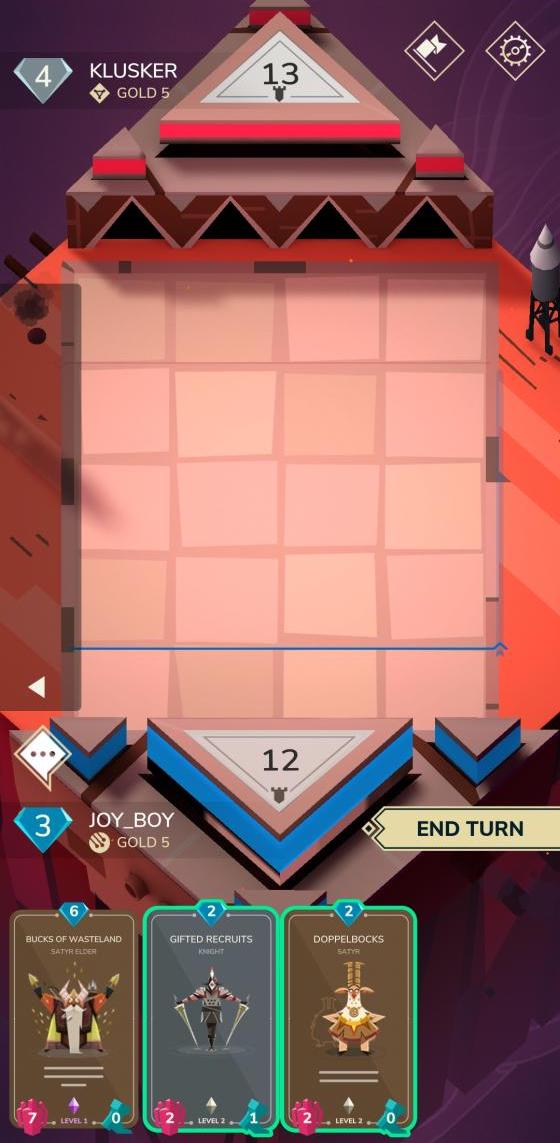 4
KLUSKER
GOLD 5
13
12
3
JOY_BOY
GOLD 5
END TURN
6
BUCKS OF WASTELAND
SATYR ELDER
7
LEVEL 1
0
2
GIFTED RECRUITS
KNIGHT
2
LEVEL 2
1
2
DOPPELBOCKS
SATYR
2
LEVEL 2
0